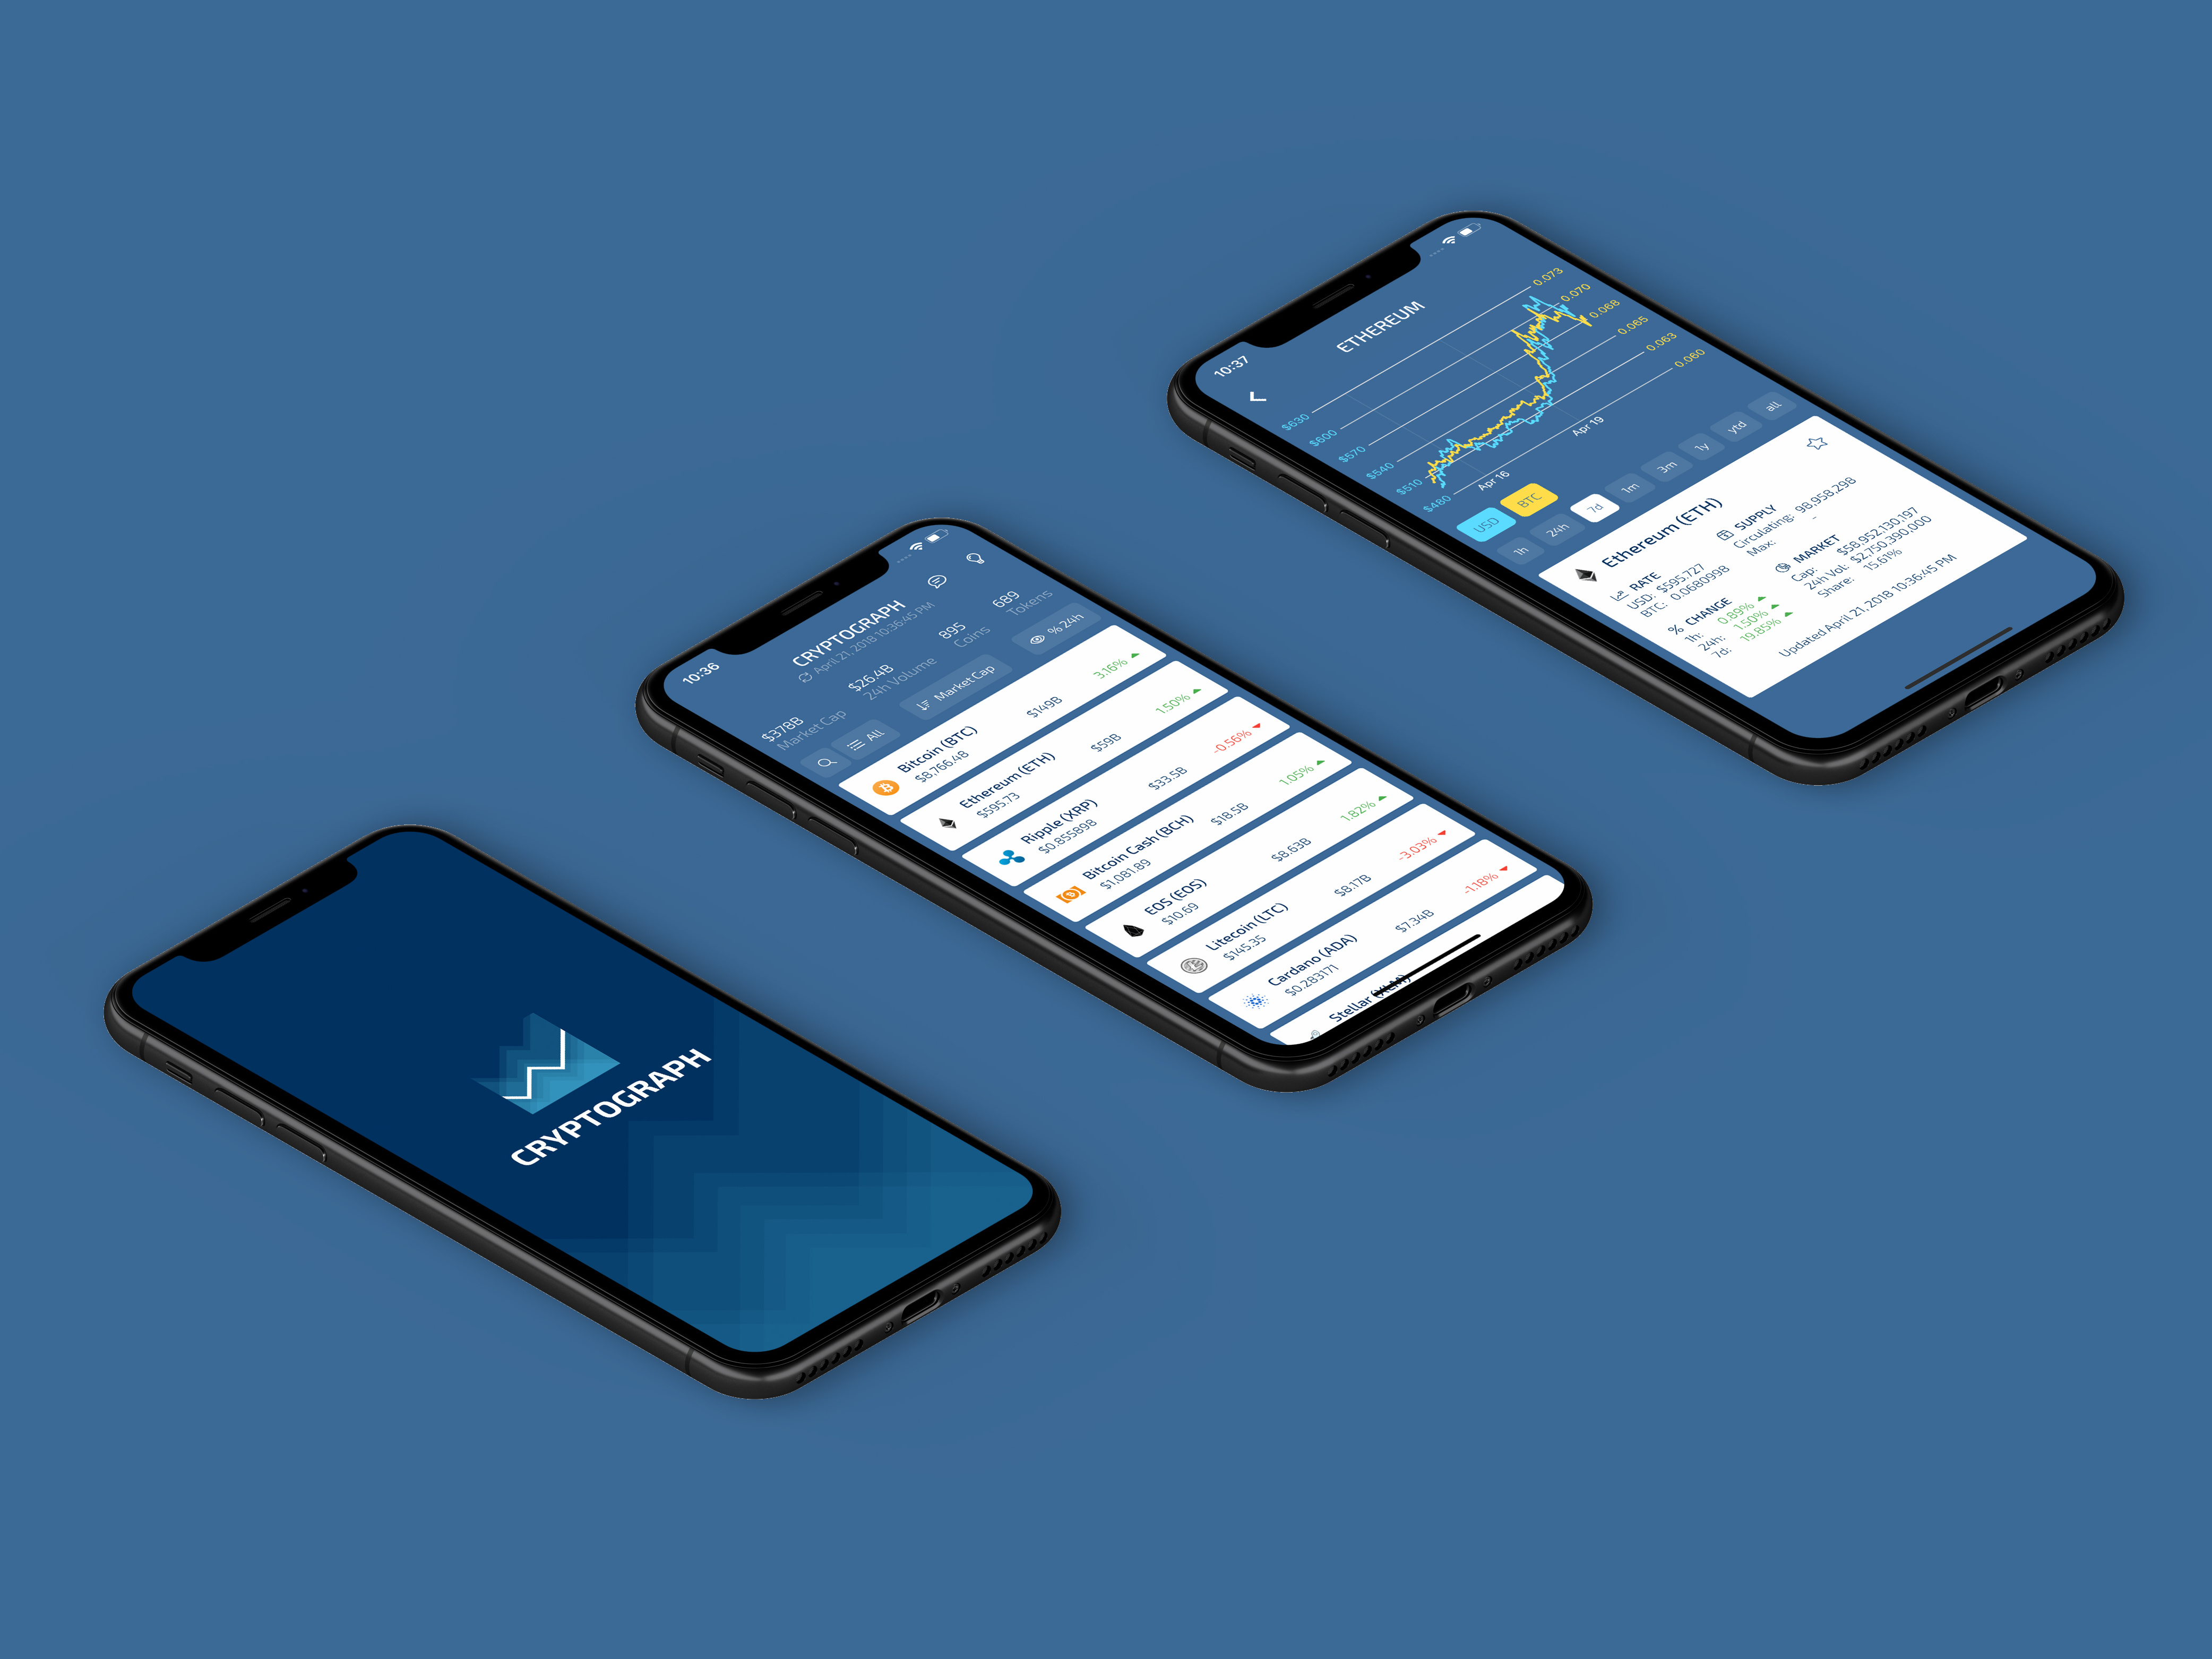 CRYPTOGRAPH
10:36
CRYPTOGRAPH
April 21, 2018 10:36:45 PM
$378B
Market Cap
$26.4B
24h Volume
895
Coins
689
Tokens
All
Market Cap
% 24h
Bitcoin (BTC)
$8,766.48
$149B
3.16%
Ethereum (ETH)
$595.73
$59B
1.50%
Ripple (XRP)
$0.855898
$33.5B
-0.56%
Bitcoin Cash (BCH)
$1,081.89
$18.5B
1.05%
EOS (EOS)
$10.69
$8.63B
1.82%
Litecoin (LTC)
$145.35
$8.17B
-3.03%
Cardano (ADA)
$0.283171
$7.34B
-1.18%
Stellar (XLM)
10:37
ETHEREUM
$630
$600
$570
$540
$510
$480
0.073
0.070
0.068
0.065
0.063
0.060
Apr 16
Apr 19
USD
BTC
1h
24h
7d
1m
3m
1y
ytd
all
Ethereum (ETH)
RATE
USD: $595.727
BTC: 0.0680998
% CHANGE
1h: 0.89%
24h: 1.50%
7d: 19.85%
SUPPLY
Circulating: 98,958,298
Max: -
MARKET
Cap: $58,952,130,197
24h Vol: $2,750,390,000
Share: 15.61%
Updated April 21, 2018 10:36:45 PM